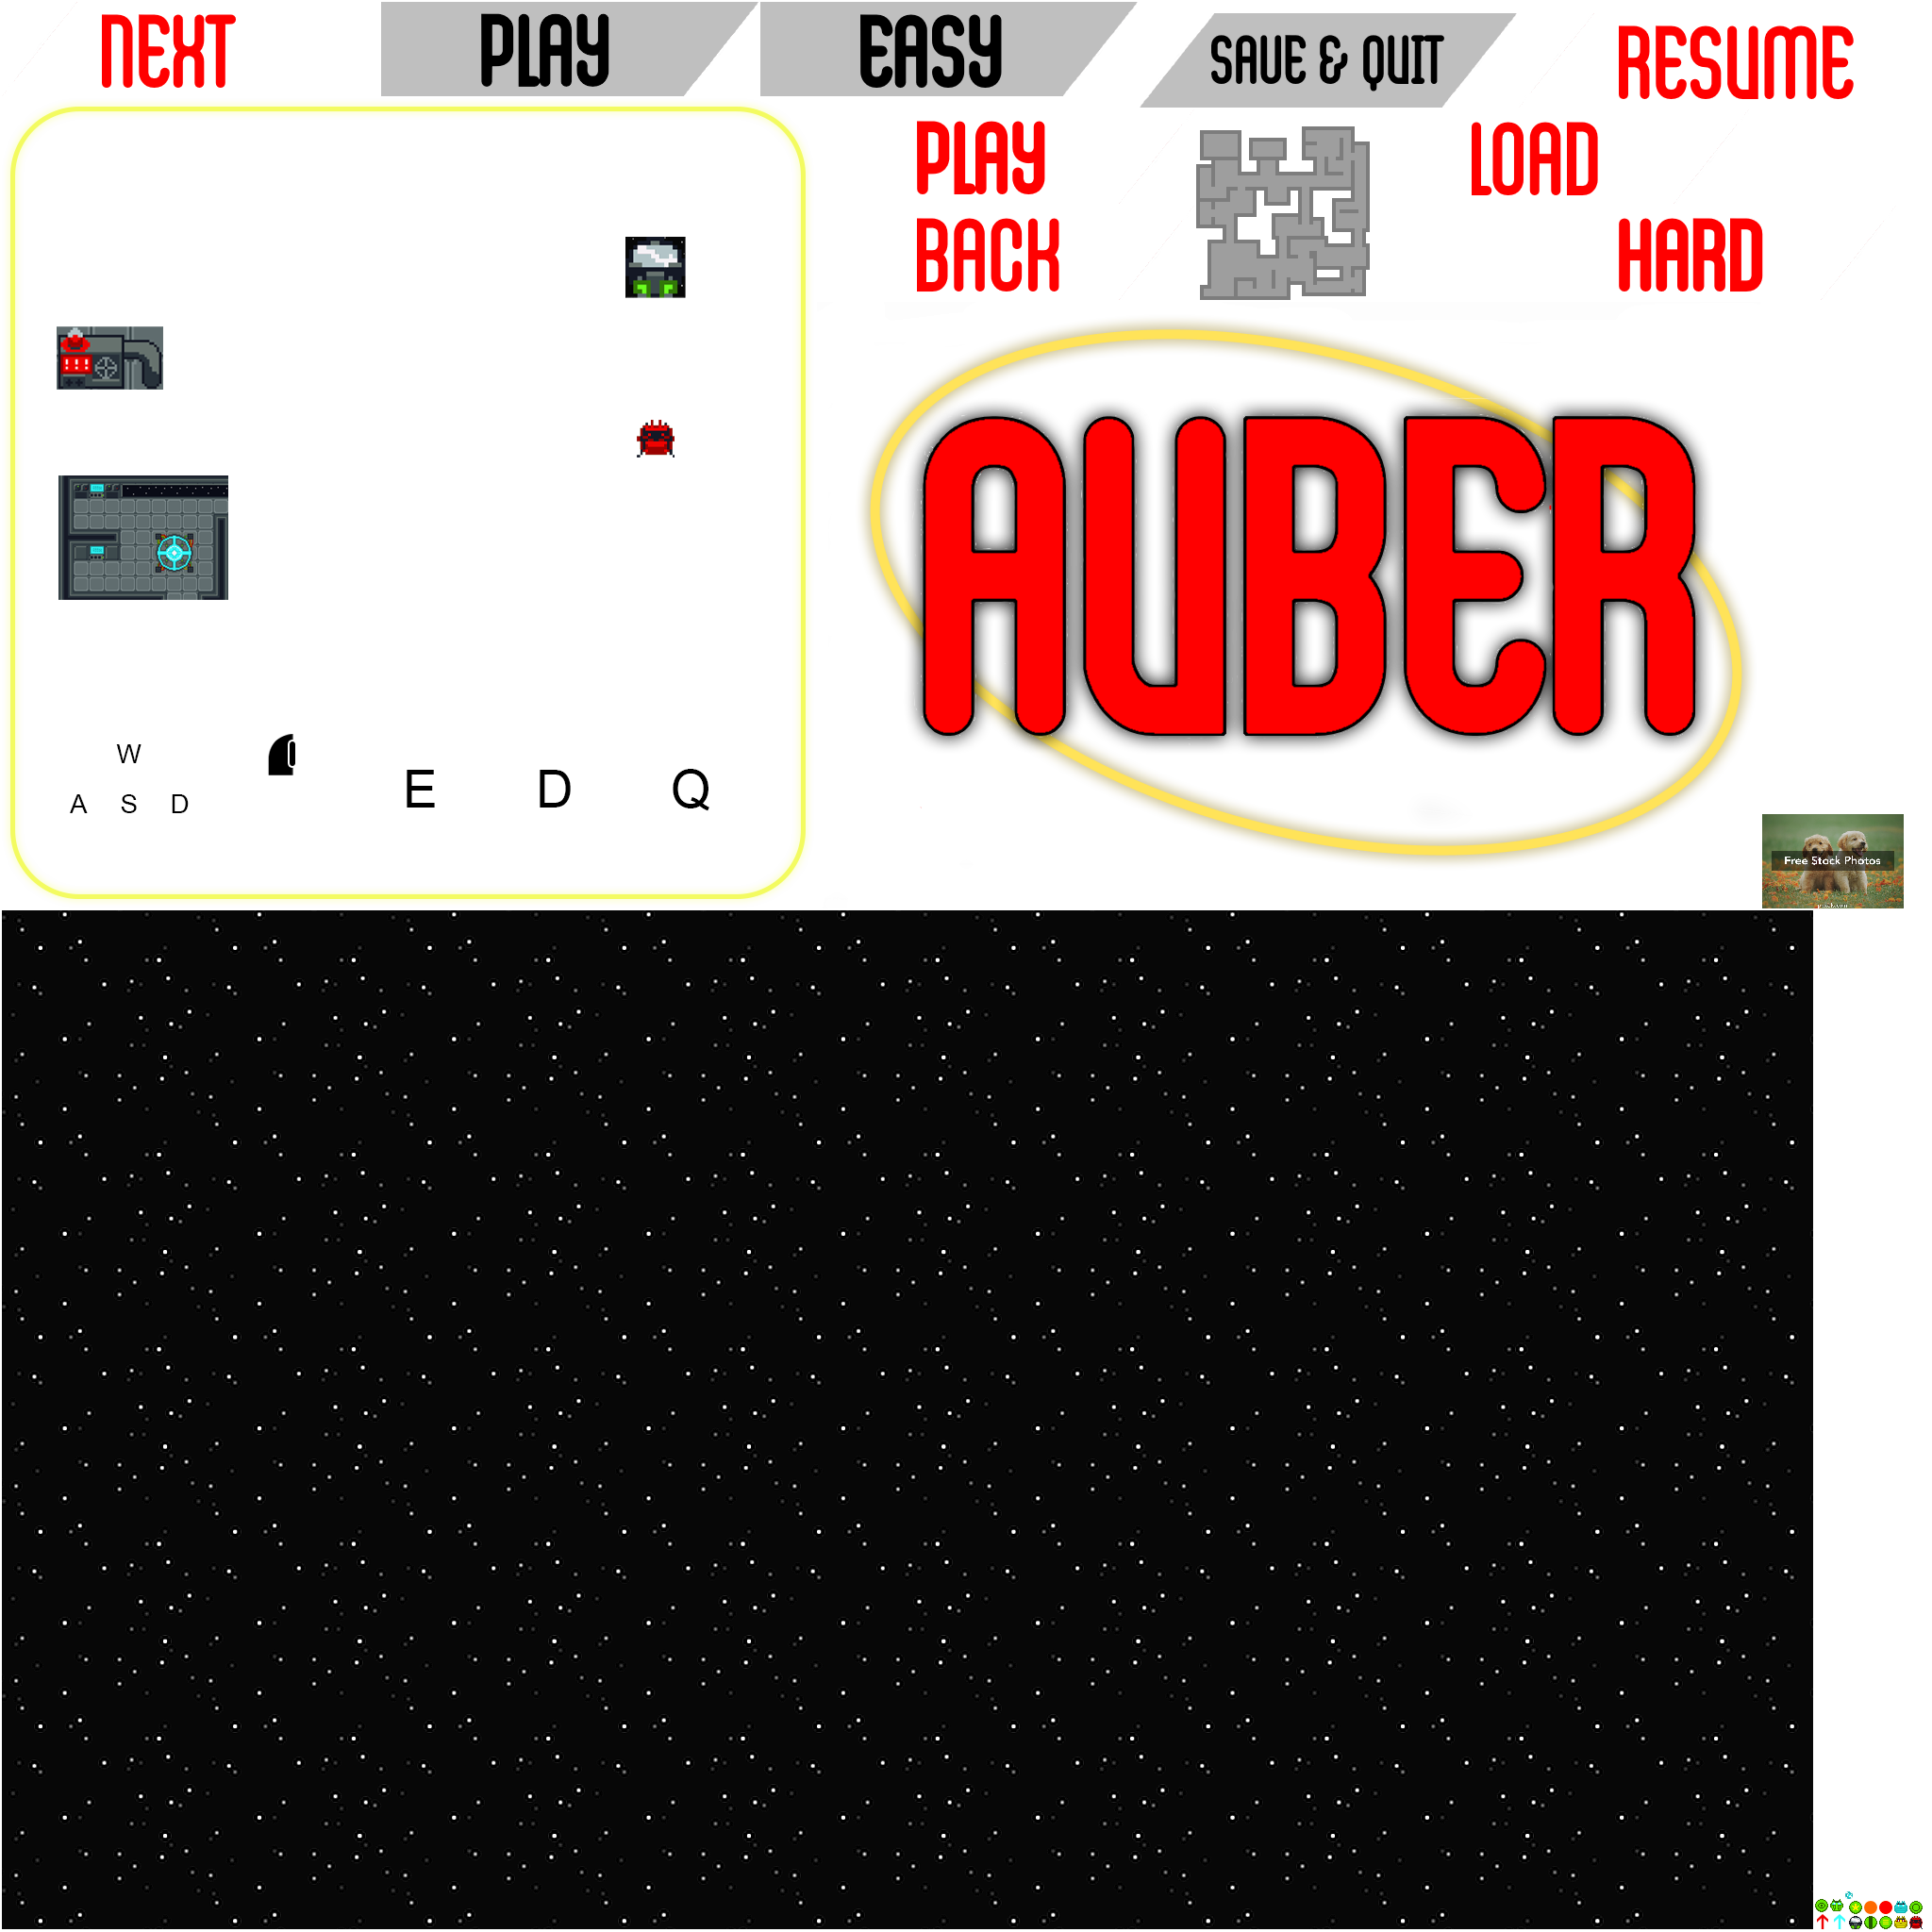 NEXT
PLAY
EASY
SAVE & QUIT
RESUME
PLAY
LOAD
BACK
HARD
AUBER
W
A S D
E D Q
Free Stock Photos